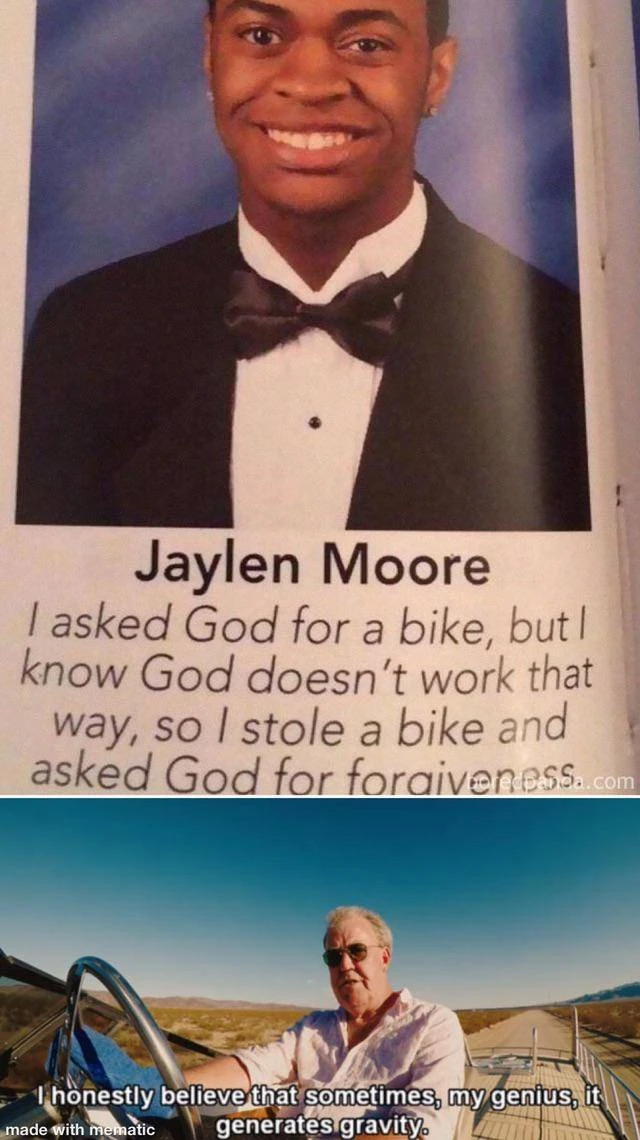 Jaylen Moore
I asked God for a bike, but I
know God doesn't work that
way, so I stole a bike and
asked God for forgiveness
boredpanda.com
I honestly believe that sometimes, my genius, it
generates gravity.
made with mematic